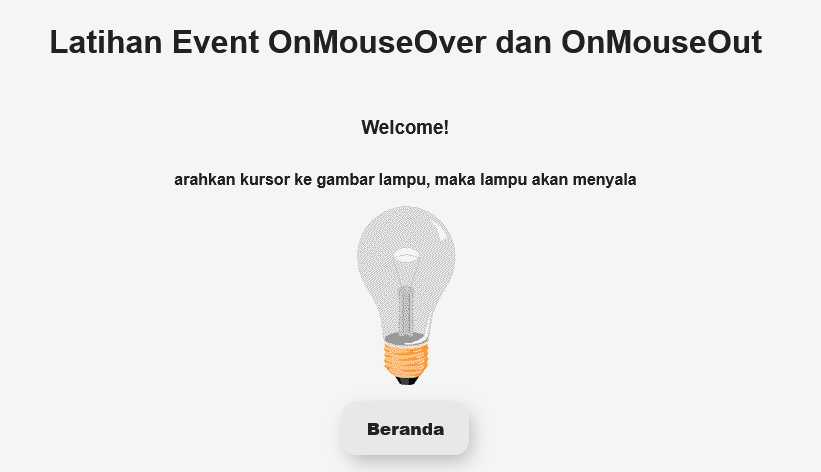 Latihan Event OnMouseOver dan OnMouseOut
Welcome!
arahkan kursor ke gambar lampu, maka lampu akan menyala
Beranda